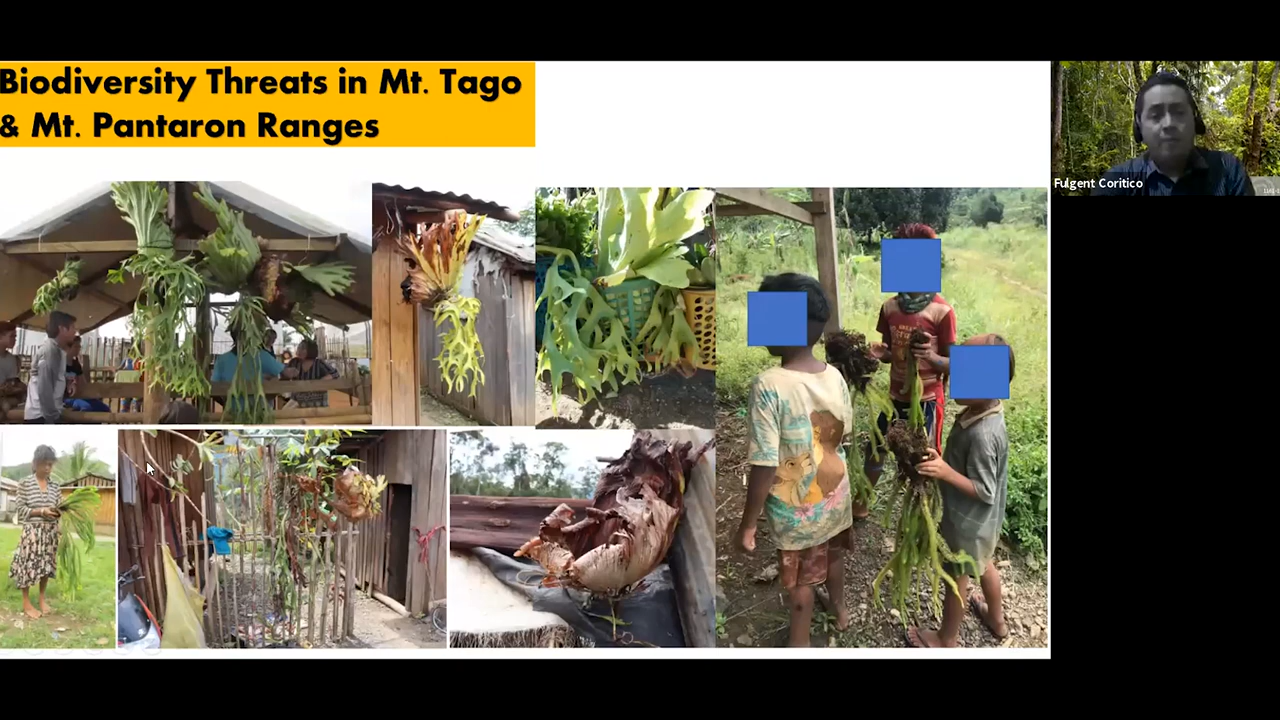 Biodiversity Threats in Mt. Tago
& Mt. Pantaron Ranges
Fulgent Coritico